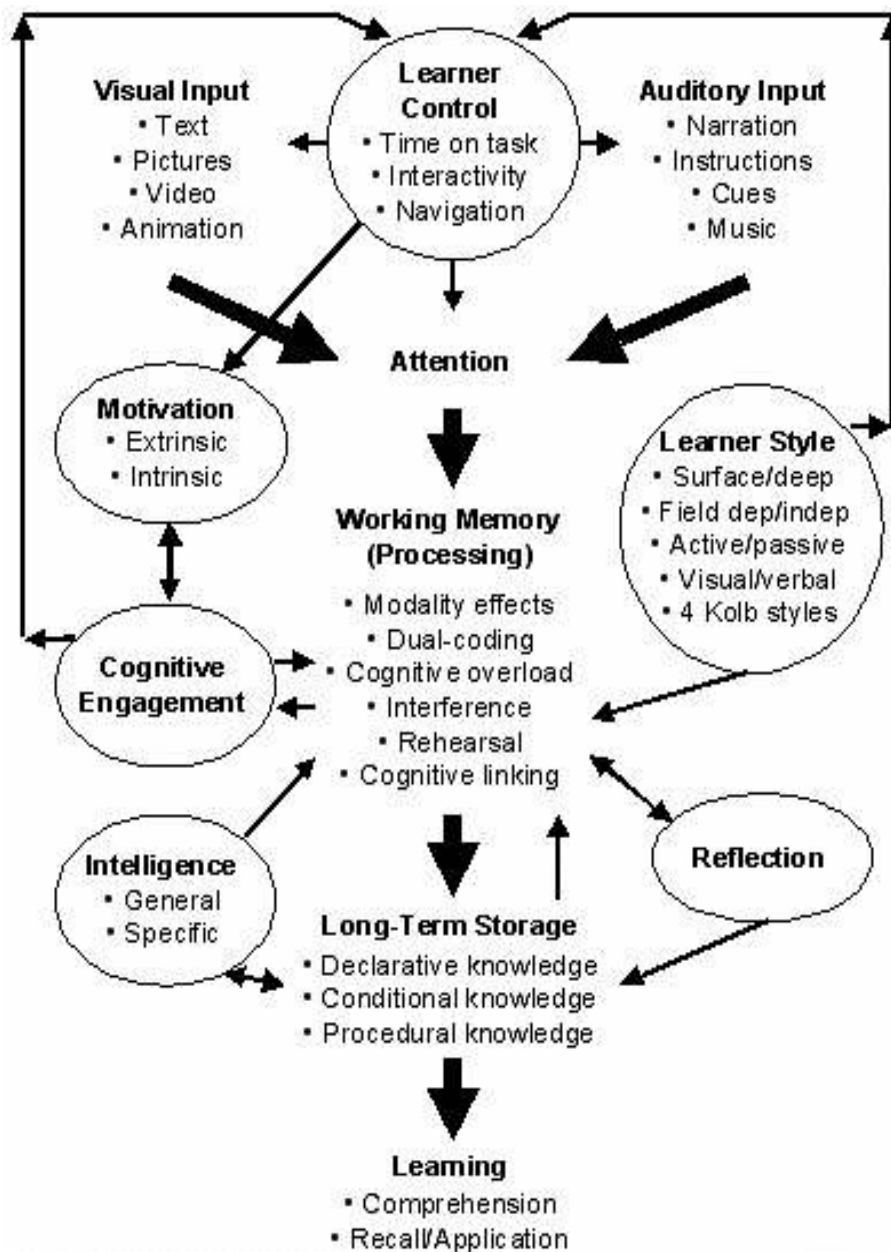 Learner
Control
• Time on task
• Interactivity
• Navigation
Visual Input
• Text
• Pictures
• Video
• Animation
Auditory Input
• Narration
• Instructions
• Cues
• Music
Attention
Motivation
• Extrinsic
• Intrinsic
Learner Style
• Surface/deep
• Field dep/indep
• Active/passive
• Visual/verbal
• 4 Kolb styles
Working Memory
(Processing)
• Modality effects
• Dual-coding
• Cognitive overload
• Interference
• Rehearsal
• Cognitive linking
Cognitive
Engagement
Intelligence
• General
• Specific
Reflection
Long-Term Storage
• Declarative knowledge
• Conditional knowledge
• Procedural knowledge
Learning
• Comprehension
• Recall/Application